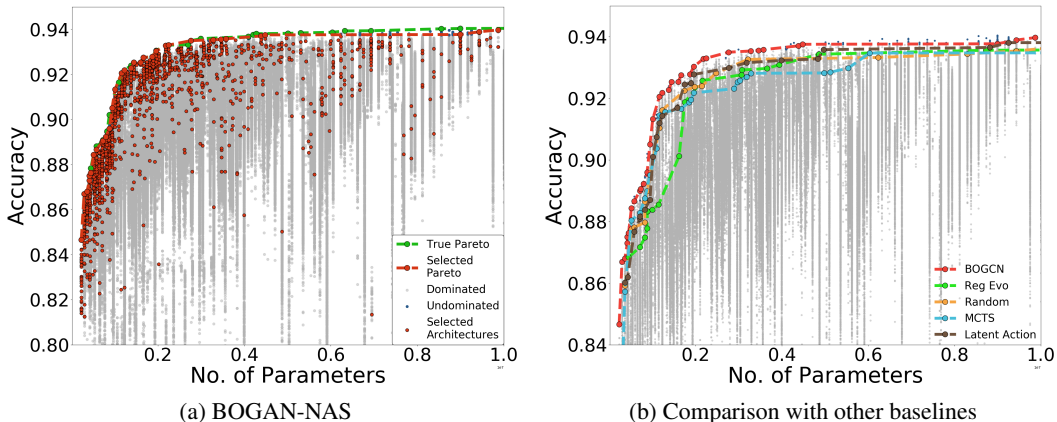 0.94
0.92
0.90
0.88
0.86
0.84
0.82
0.80
Accuracy
0.2 0.4 0.6 0.8 1.0
No. of Parameters
True Pareto
Selected
Pareto
Dominated
Undominated
Selected
Architectures
(a) BOGAN-NAS
0.94
0.92
0.90
0.88
0.86
0.84
Accuracy
0.2 0.4 0.6 0.8 1.0
No. of Parameters
BOGCN
Reg Evo
Random
MCTS
Latent Action
(b) Comparison with other baselines